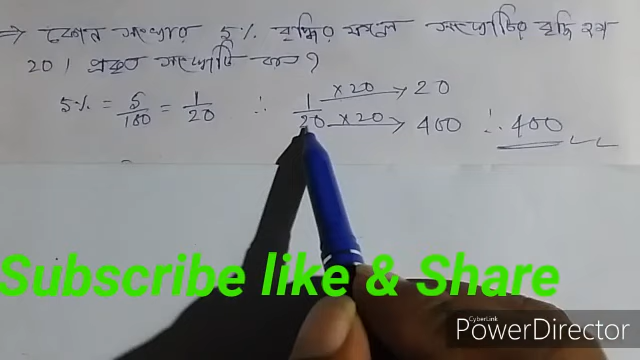 ⇒ কোন সংখ্যার 5% বৃদ্ধির ফলে সংখ্যাটির বৃদ্ধি হয়
20। প্রকৃত সংখ্যাটি কত?
5% = 5/100 = 1/20 ∴ 1/20 ×20 → 20
×20 → 400 ∴ 400
Subscribe like & Share
CyberLink
PowerDirector